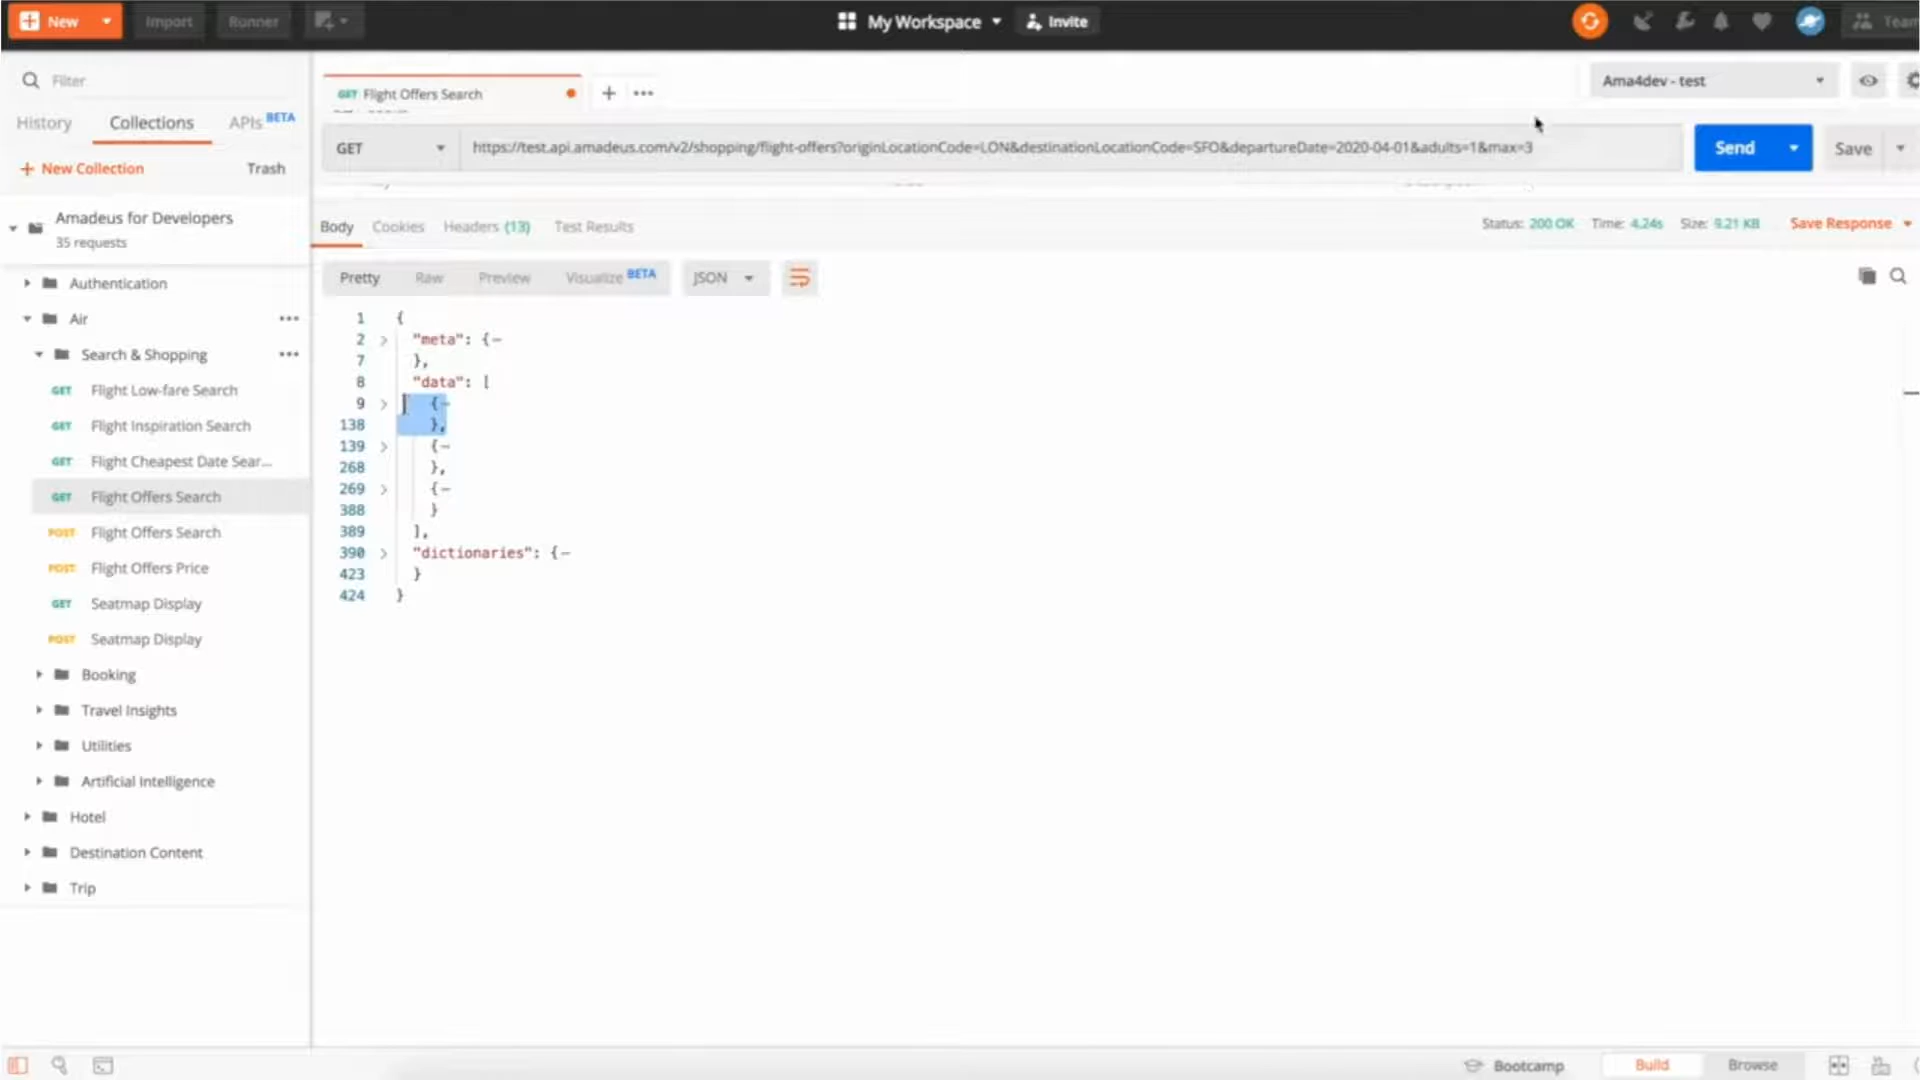 New
Import
Runner
My Workspace
Invite
Team
Filter
History
Collections
APIs BETA
New Collection
Trash
Amadeus for Developers
35 requests
Authentication
Air
Search & Shopping
GET Flight Low-fare Search
GET Flight Inspiration Search
GET Flight Cheapest Date Sear...
GET Flight Offers Search
POST Flight Offers Search
POST Flight Offers Price
GET Seatmap Display
POST Seatmap Display
Booking
Travel Insights
Utilities
Artificial Intelligence
Hotel
Destination Content
Trip
GET Flight Offers Search
Ama4dev - test
GET
https://test.api.amadeus.com/v2/shopping/flight-offers?originLocationCode=LON&destinationLocationCode=SFO&departureDate=2020-04-01&adults=1&max=3
Send
Save
Body Cookies Headers (13) Test Results
Status: 200 OK Time: 4.24s Size: 9.21 KB Save Response
Pretty Raw Preview Visualize BETA JSON
1 {
2 "meta": {–
7 },
8 "data": [
9 {–
138 },
139 {–
268 },
269 {–
388 }
389 ],
390 "dictionaries": {–
423 }
424 }
Bootcamp Build Browse